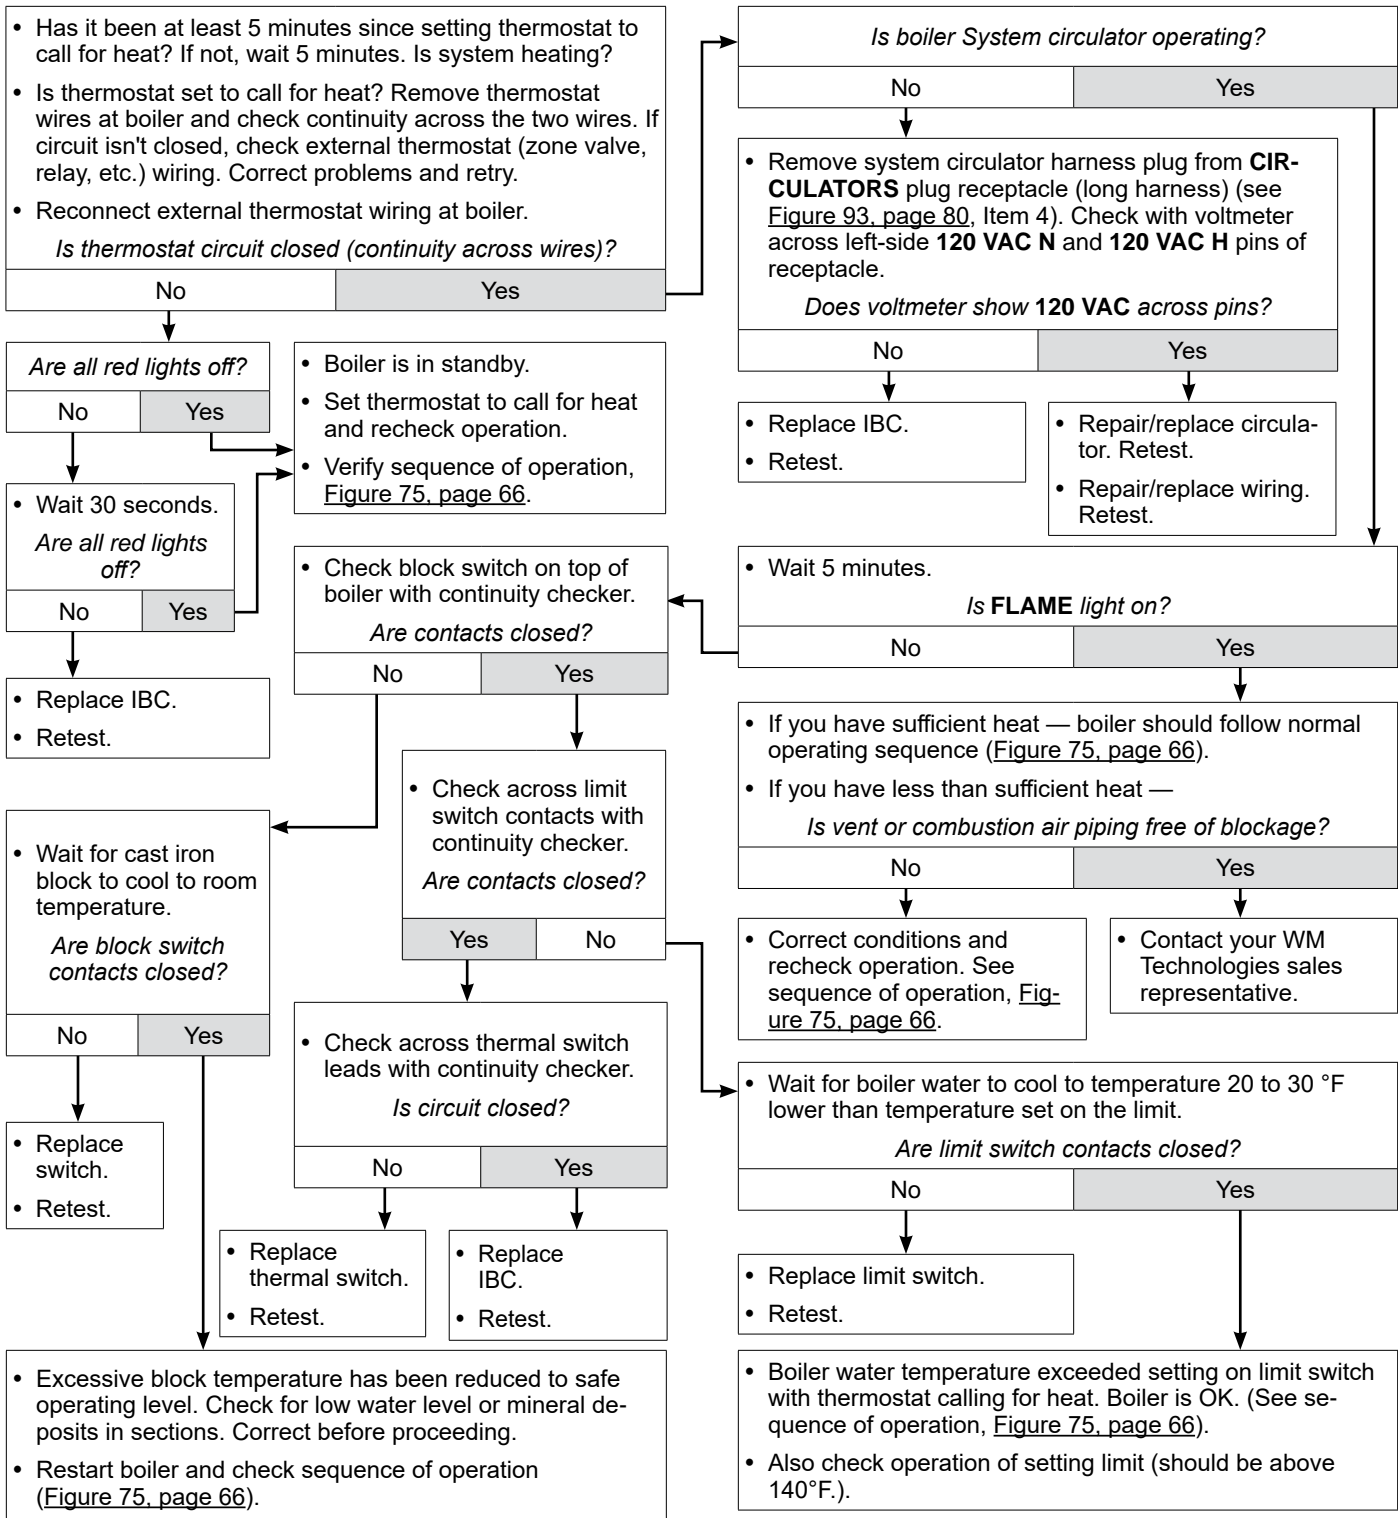 • Has it been at least 5 minutes since setting thermostat to
call for heat? If not, wait 5 minutes. Is system heating?
• Is thermostat set to call for heat? Remove thermostat
wires at boiler and check continuity across the two wires. If
circuit isn't closed, check external thermostat (zone valve,
relay, etc.) wiring. Correct problems and retry.
• Reconnect external thermostat wiring at boiler.
Is thermostat circuit closed (continuity across wires)?
No
Yes
Is boiler System circulator operating?
No
Yes
• Remove system circulator harness plug from CIR-
CULATORS plug receptacle (long harness) (see
Figure 93, page 80, Item 4). Check with voltmeter
across left-side 120 VAC N and 120 VAC H pins of
receptacle.
Does voltmeter show 120 VAC across pins?
No
Yes
• Replace IBC.
• Retest.
• Repair/replace circula-
tor. Retest.
• Repair/replace wiring.
Retest.
Are all red lights off?
No
Yes
• Boiler is in standby.
• Set thermostat to call for heat
and recheck operation.
• Verify sequence of operation,
Figure 75, page 66.
• Wait 30 seconds.
Are all red lights
off?
No
Yes
• Replace IBC.
• Retest.
• Wait 5 minutes.
Is FLAME light on?
No
Yes
• Check block switch on top of
boiler with continuity checker.
Are contacts closed?
No
Yes
• If you have sufficient heat — boiler should follow normal
operating sequence (Figure 75, page 66).
• If you have less than sufficient heat —
Is vent or combustion air piping free of blockage?
No
Yes
• Correct conditions and
recheck operation. See
sequence of operation, Fig-
ure 75, page 66.
• Contact your WM
Technologies sales
representative.
• Check across limit
switch contacts with
continuity checker.
Are contacts closed?
Yes
No
• Wait for cast iron
block to cool to room
temperature.
Are block switch
contacts closed?
No
Yes
• Replace
switch.
• Retest.
• Check across thermal switch
leads with continuity checker.
Is circuit closed?
No
Yes
• Replace
thermal switch.
• Retest.
• Replace
IBC.
• Retest.
• Wait for boiler water to cool to temperature 20 to 30 °F
lower than temperature set on the limit.
Are limit switch contacts closed?
No
Yes
• Replace limit switch.
• Retest.
• Excessive block temperature has been reduced to safe
operating level. Check for low water level or mineral de-
posits in sections. Correct before proceeding.
• Restart boiler and check sequence of operation
(Figure 75, page 66).
• Boiler water temperature exceeded setting on limit switch
with thermostat calling for heat. Boiler is OK. (See se-
quence of operation, Figure 75, page 66).
• Also check operation of setting limit (should be above
140°F.).